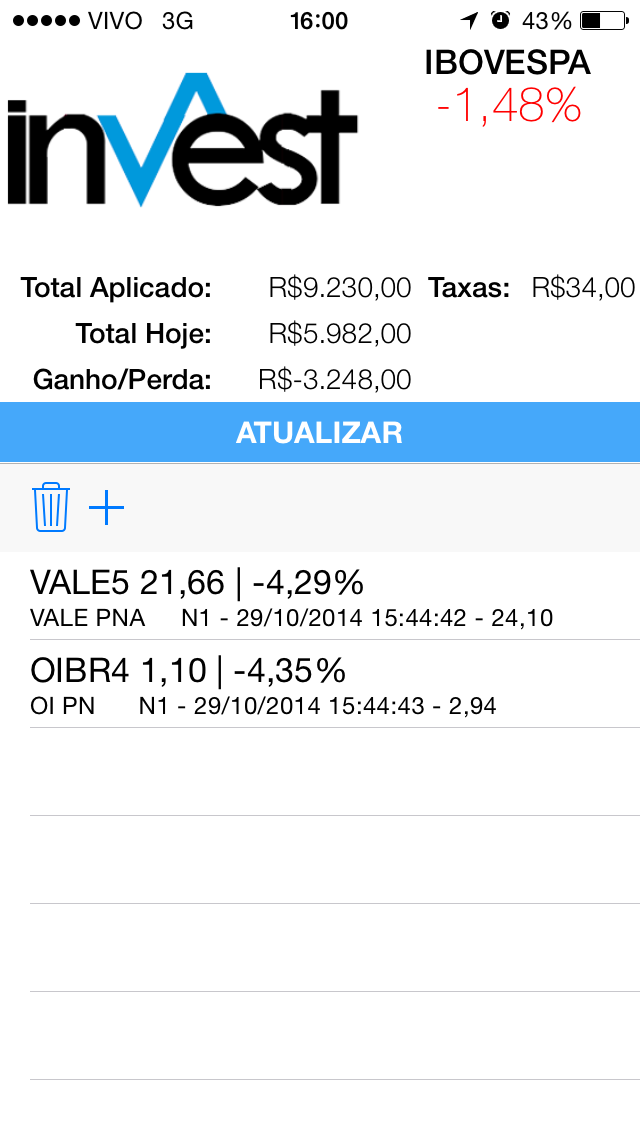 VIVO 3G 16:00 43%
IBOVESPA
-1,48%
invest
Total Aplicado: R$9.230,00 Taxas: R$34,00
Total Hoje: R$5.982,00
Ganho/Perda: R$-3.248,00
ATUALIZAR
VALE5 21,66 | -4,29%
VALE PNA N1 - 29/10/2014 15:44:42 - 24,10
OIBR4 1,10 | -4,35%
OI PN N1 - 29/10/2014 15:44:43 - 2,94